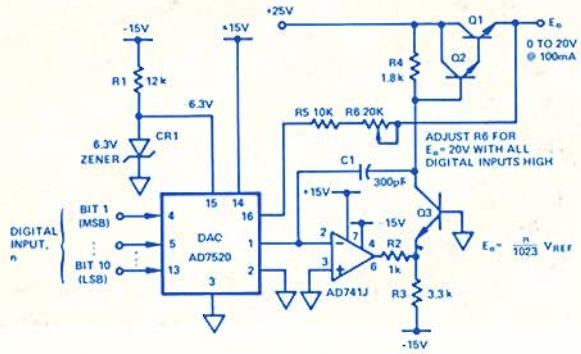 -15V
+15V
+25V
Q1
Eₒ
Q2
0 TO 20V
@ 100mA
R1
12k
R4
1.8k
6.3V
R5 10K
R6 20K
6.3V
ZENER
CR1
ADJUST R6 FOR
Eₒ = 20V WITH ALL
DIGITAL INPUTS HIGH
C1
300pF
15
14
16
+15V
-15V
Q3
DIGITAL
INPUT,
n
BIT 1
(MSB)
4
5
BIT 10
(LSB)
13
DAC
AD7520
1
2
3
2
3
7
4
6
AD741J
R2
1k
R3
3.3k
-15V
Eₒ = n/1023 VREF